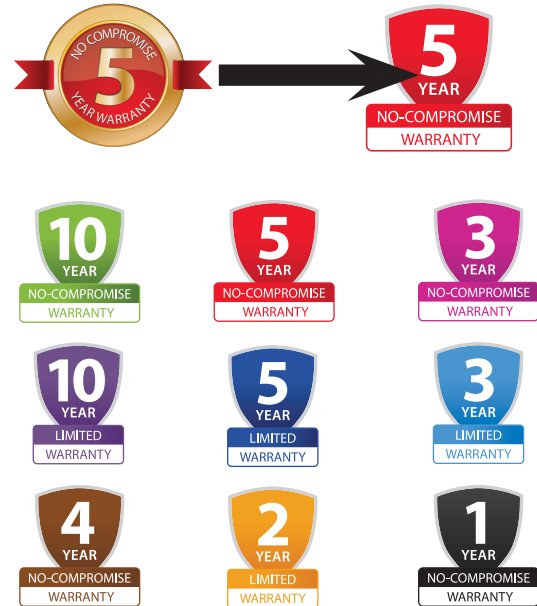 NO COMPROMISE
5
YEAR WARRANTY
5
YEAR
NO-COMPROMISE
WARRANTY
10
YEAR
NO-COMPROMISE
WARRANTY
5
YEAR
NO-COMPROMISE
WARRANTY
3
YEAR
NO-COMPROMISE
WARRANTY
10
YEAR
LIMITED
WARRANTY
5
YEAR
LIMITED
WARRANTY
3
YEAR
LIMITED
WARRANTY
4
YEAR
NO-COMPROMISE
WARRANTY
2
YEAR
LIMITED
WARRANTY
1
YEAR
NO-COMPROMISE
WARRANTY